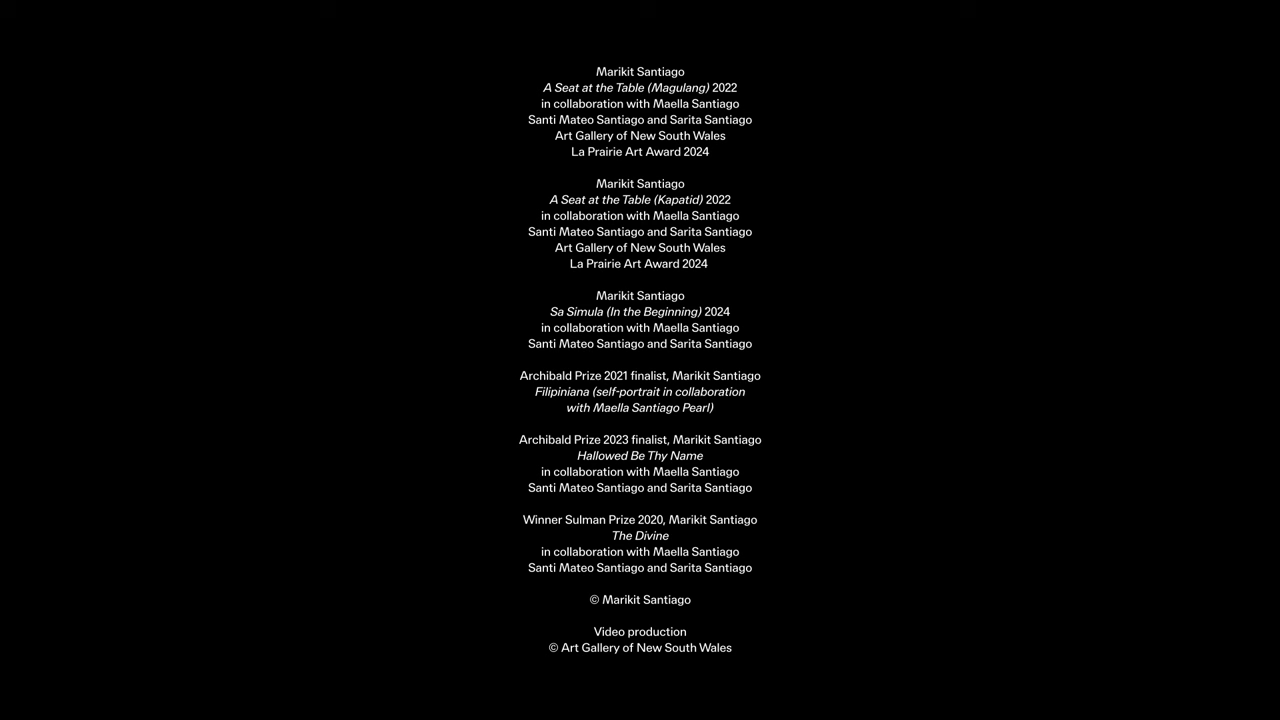 Marikit Santiago
A Seat at the Table (Magulang) 2022
in collaboration with Maella Santiago
Santi Mateo Santiago and Sarita Santiago
Art Gallery of New South Wales
La Prairie Art Award 2024
Marikit Santiago
A Seat at the Table (Kapatid) 2022
in collaboration with Maella Santiago
Santi Mateo Santiago and Sarita Santiago
Art Gallery of New South Wales
La Prairie Art Award 2024
Marikit Santiago
Sa Simula (In the Beginning) 2024
in collaboration with Maella Santiago
Santi Mateo Santiago and Sarita Santiago
Archibald Prize 2021 finalist, Marikit Santiago
Filipiniana (self-portrait in collaboration
with Maella Santiago Pearl)
Archibald Prize 2023 finalist, Marikit Santiago
Hallowed Be Thy Name
in collaboration with Maella Santiago
Santi Mateo Santiago and Sarita Santiago
Winner Sulman Prize 2020, Marikit Santiago
The Divine
in collaboration with Maella Santiago
Santi Mateo Santiago and Sarita Santiago
© Marikit Santiago
Video production
© Art Gallery of New South Wales